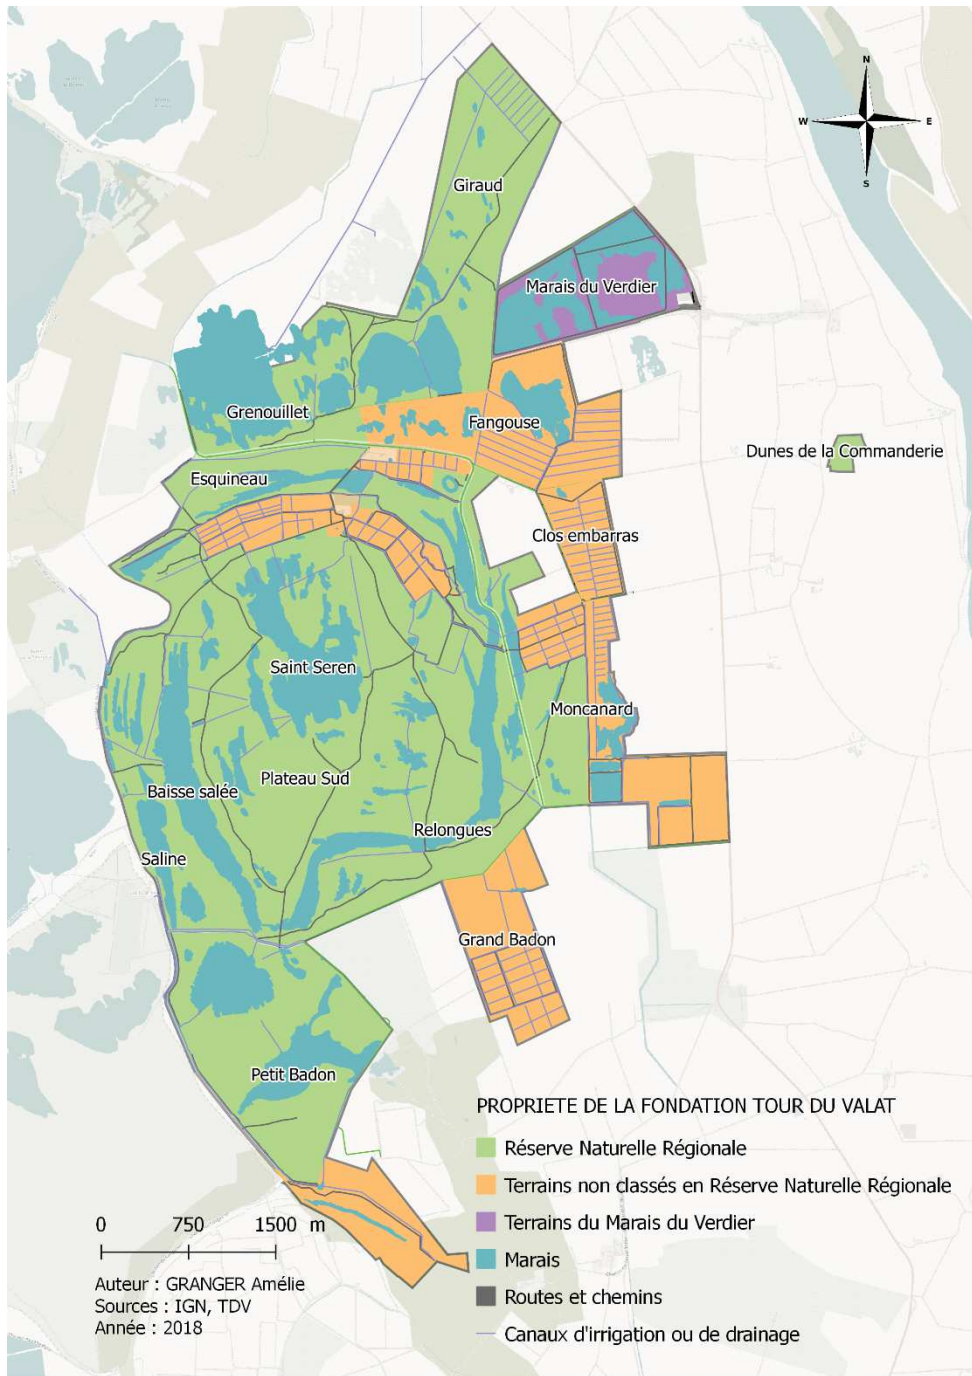 N
W
E
S
Giraud
Marais du Verdier
Grenouillet
Fangouse
Dunes de la Commanderie
Esquineau
Clos embarras
Saint Seren
Moncanard
Plateau Sud
Baisse salée
Relongues
Saline
Grand Badon
Petit Badon
PROPRIETE DE LA FONDATION TOUR DU VALAT
Réserve Naturelle Régionale
Terrains non classés en Réserve Naturelle Régionale
Terrains du Marais du Verdier
Marais
Routes et chemins
Canaux d'irrigation ou de drainage
0 750 1500 m
Auteur : GRANGER Amélie
Sources : IGN, TDV
Année : 2018